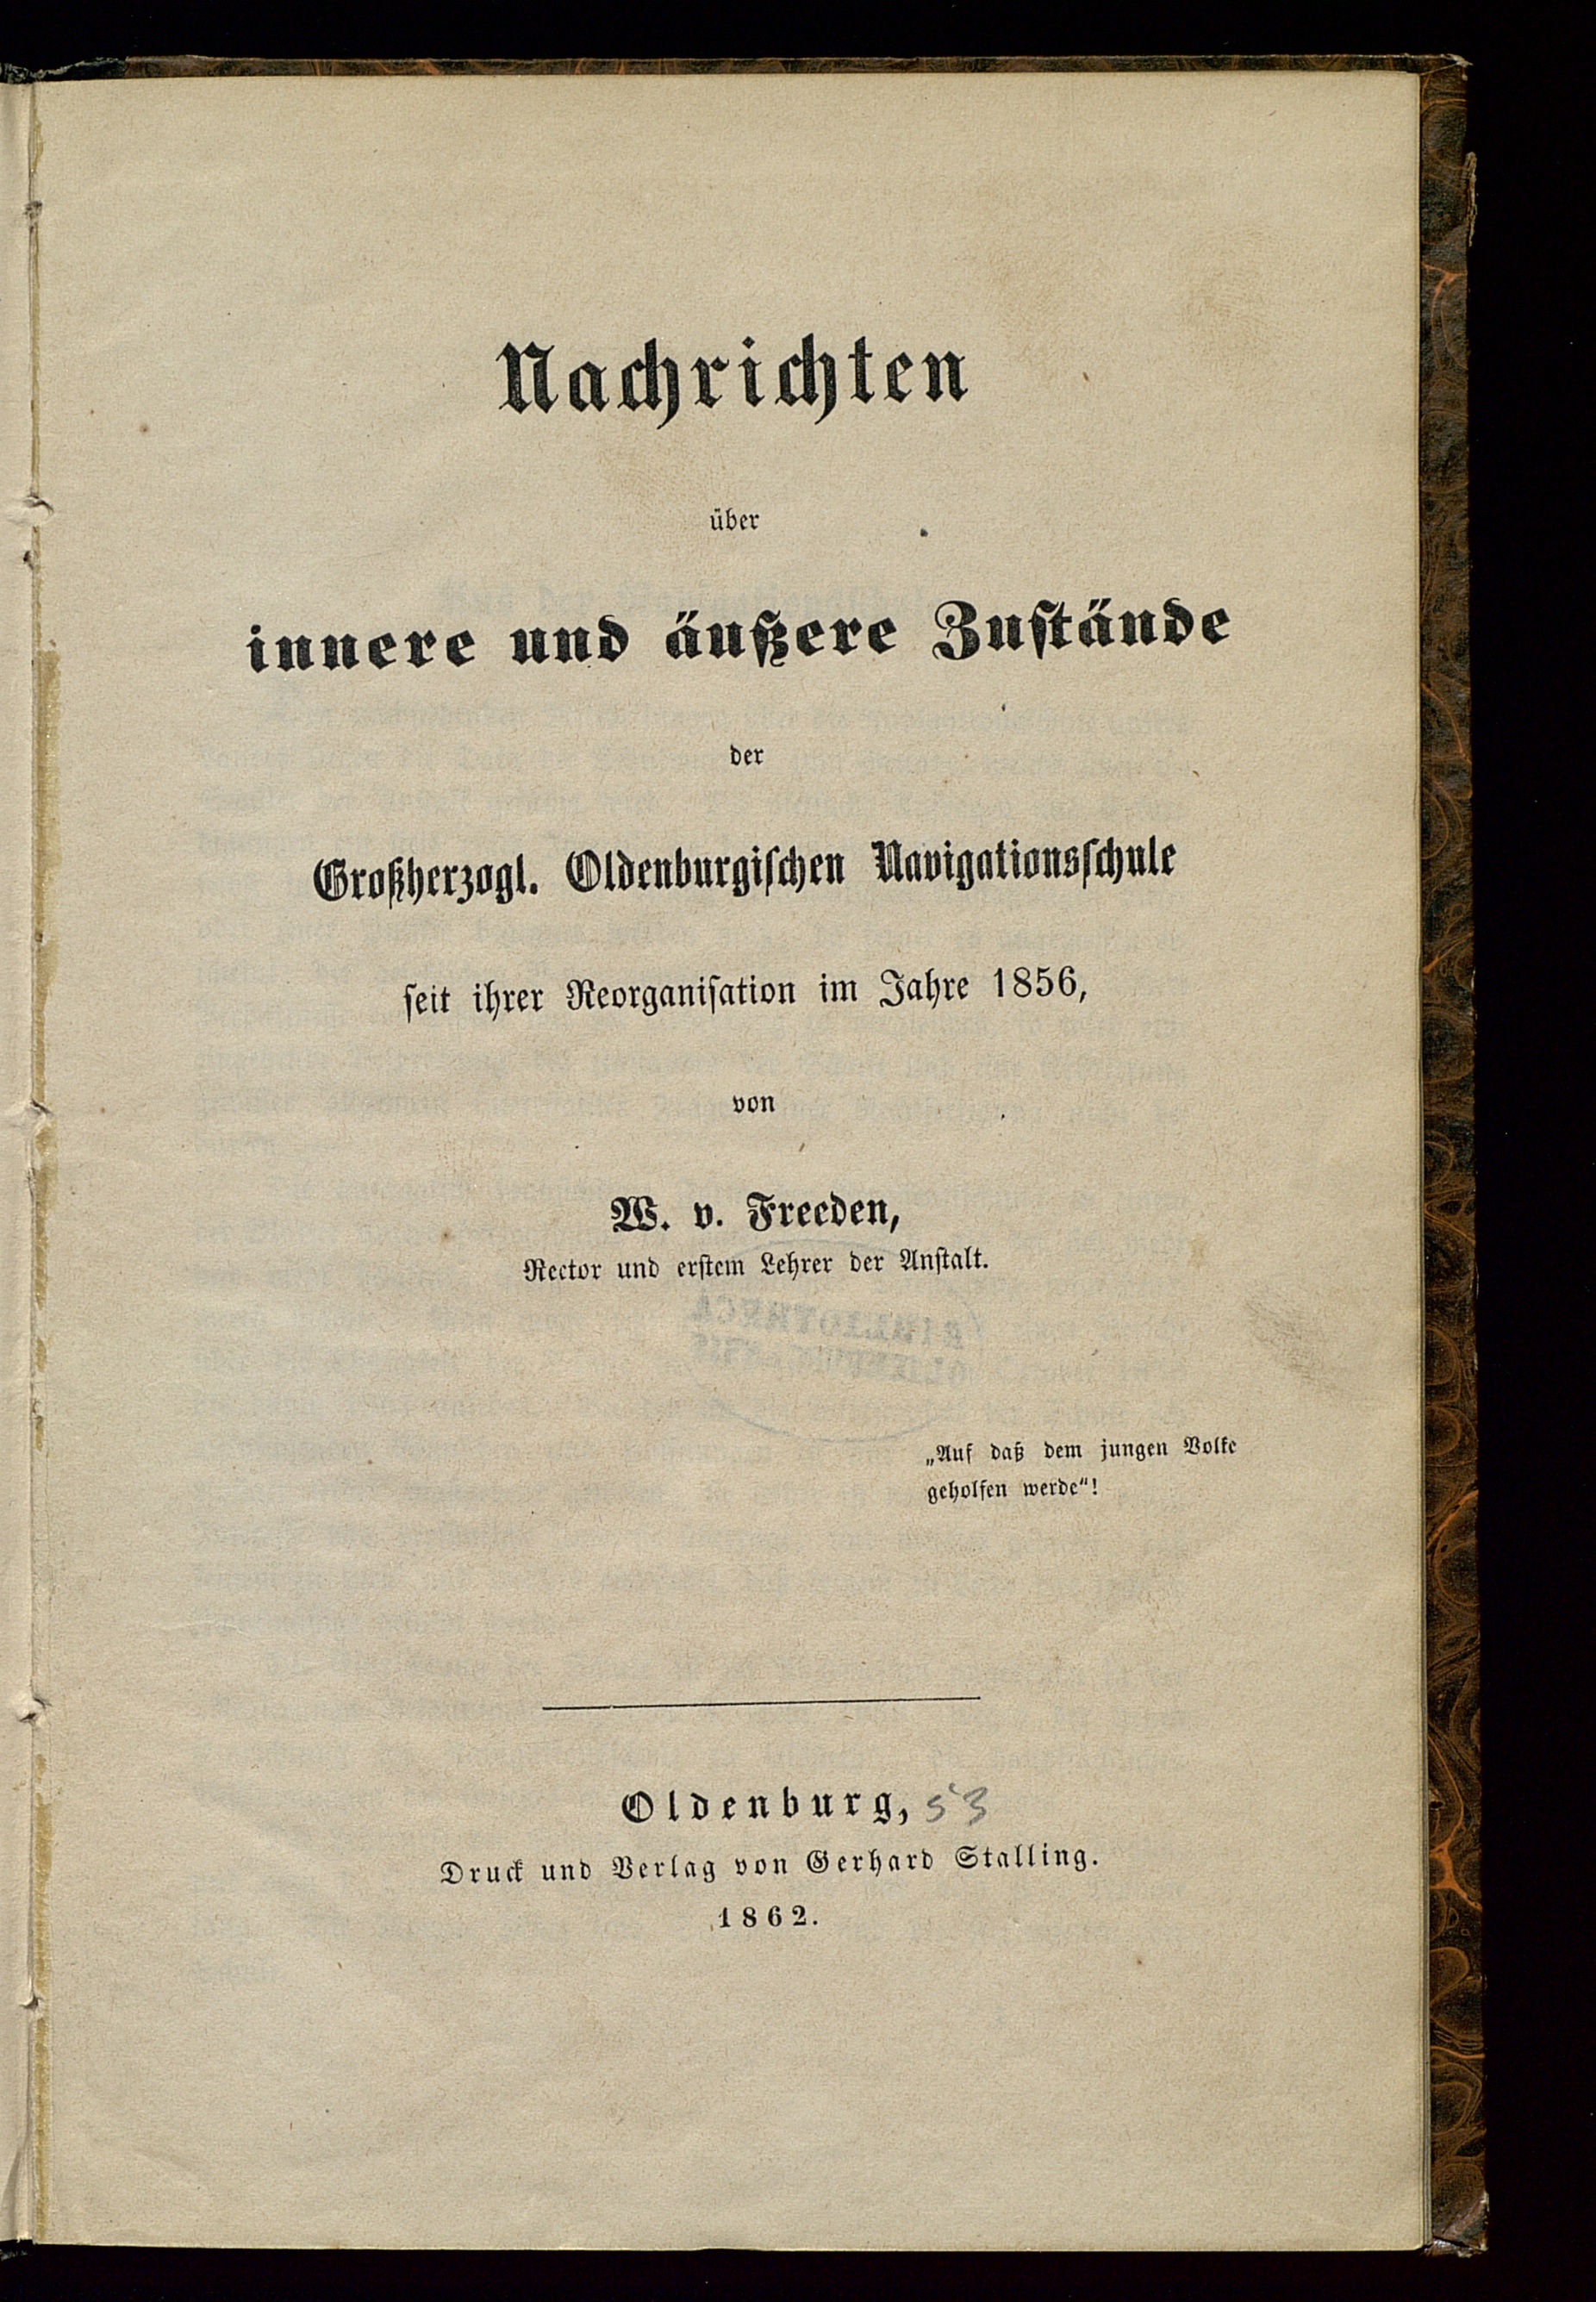 Nachrichten
über
innere und äußere Zustände
der
Großherzogl. Oldenburgischen Navigationsschule
seit ihrer Reorganisation im Jahre 1856,
von
W. v. Freeden,
Rector und erstem Lehrer der Anstalt.
„Auf daß dem jungen Volke
geholfen werde“!
Oldenburg, 53
Druck und Verlag von Gerhard Stalling.
1862.